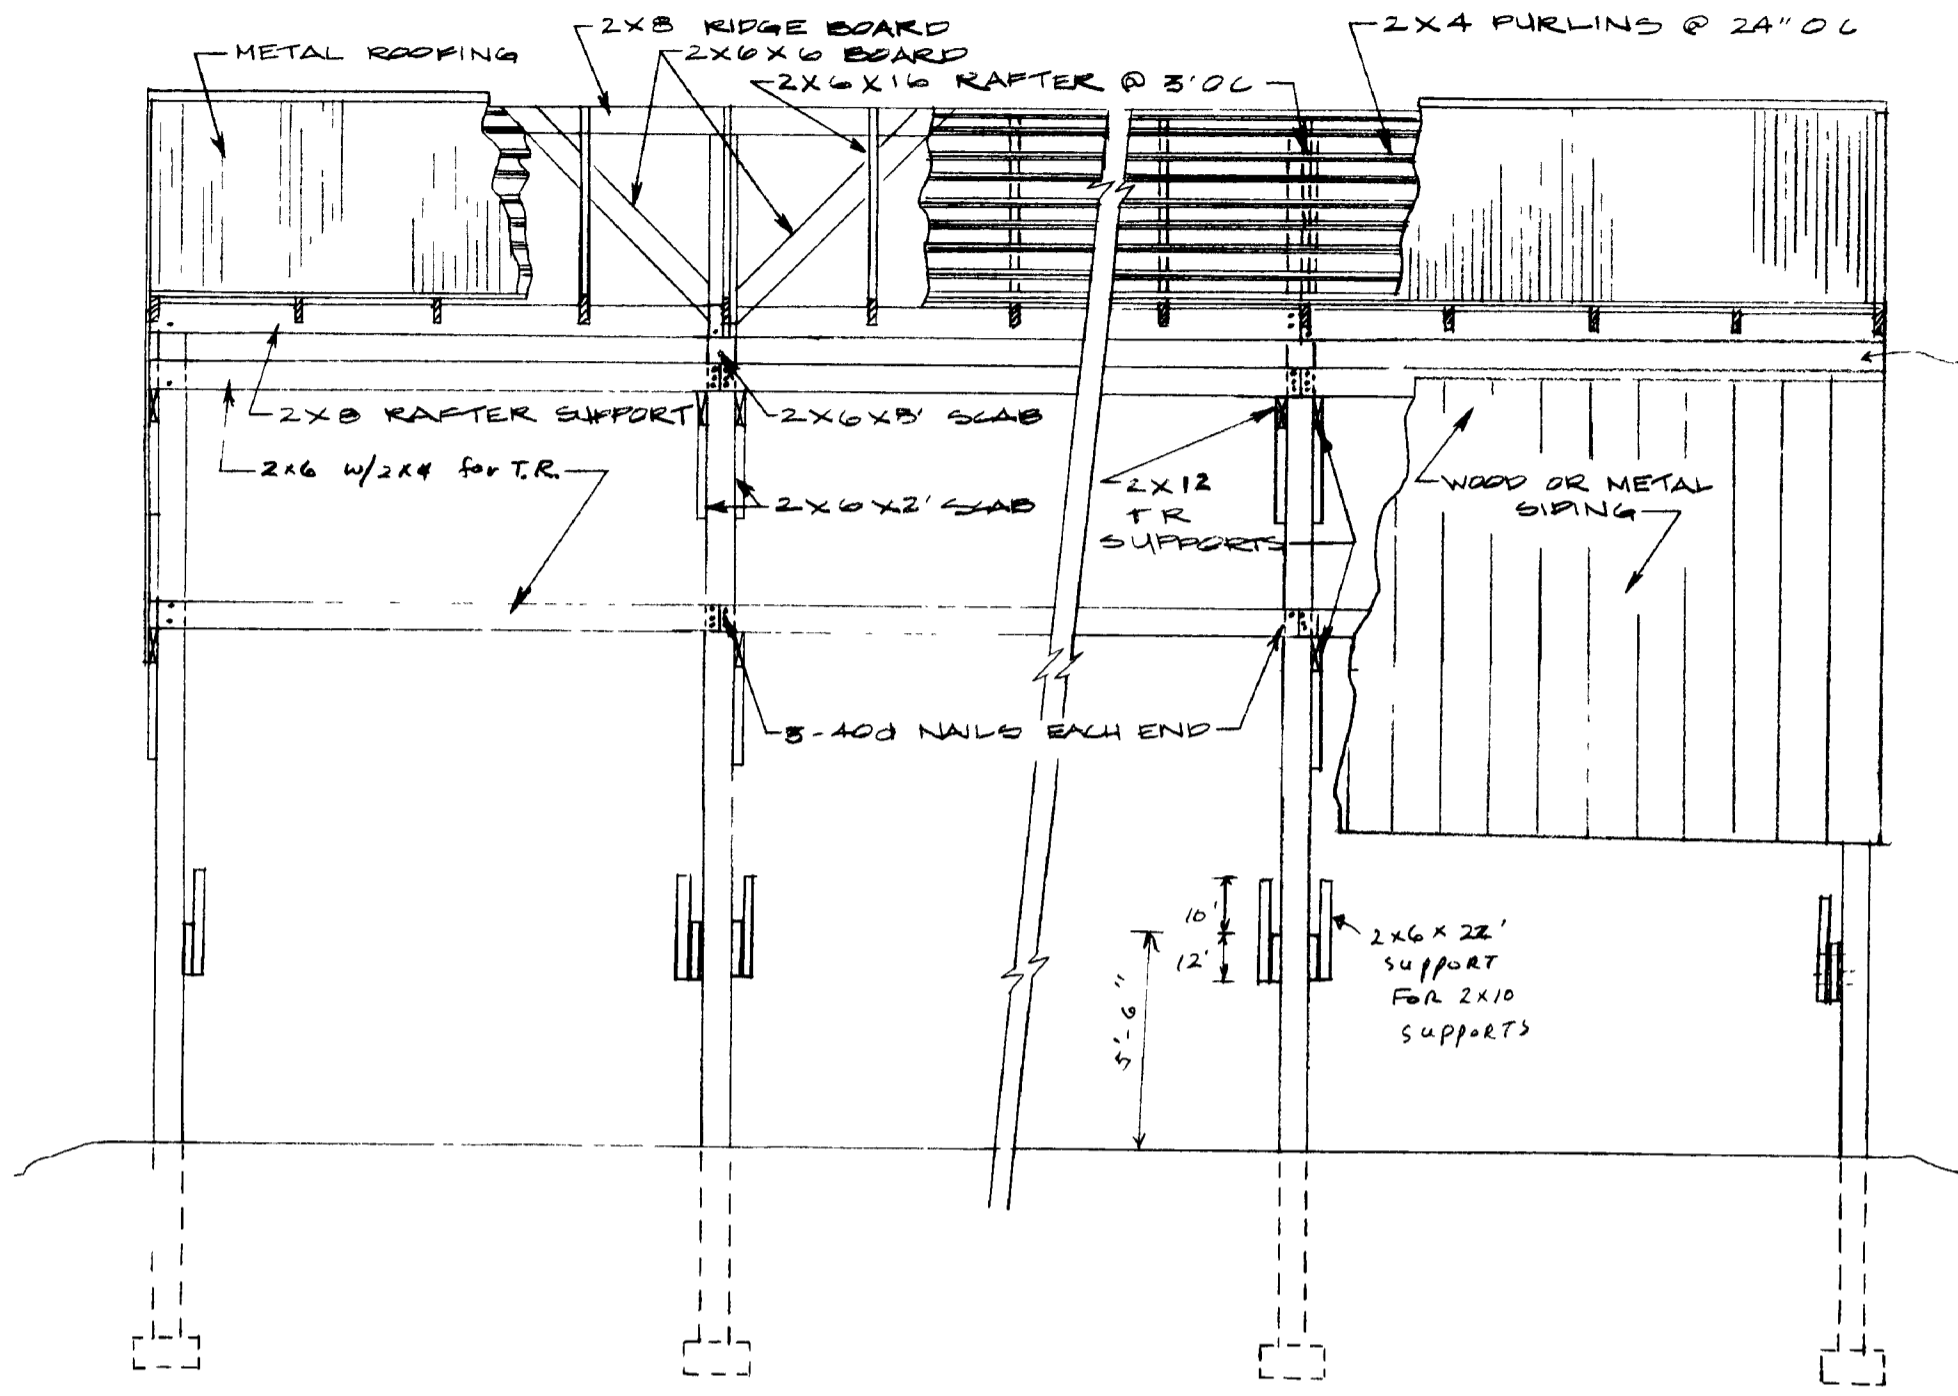 2X8 RIDGE BOARD
METAL ROOFING
2X6X6 BOARD
2X6X16 RAFTER @ 3'OC
2X4 PURLINS @ 24" OC
2X8 RAFTER SUPPORT
2X6X3' SCAB
2x6 w/2x4 for T.R.
2X6X2' SCAB
2X12
TR
SUPPORTS
WOOD OR METAL
SIDING
5-40d NAILS EACH END
10'
12'
5'-6"
2x6 x 22'
SUPPORT
FOR 2X10
SUPPORTS